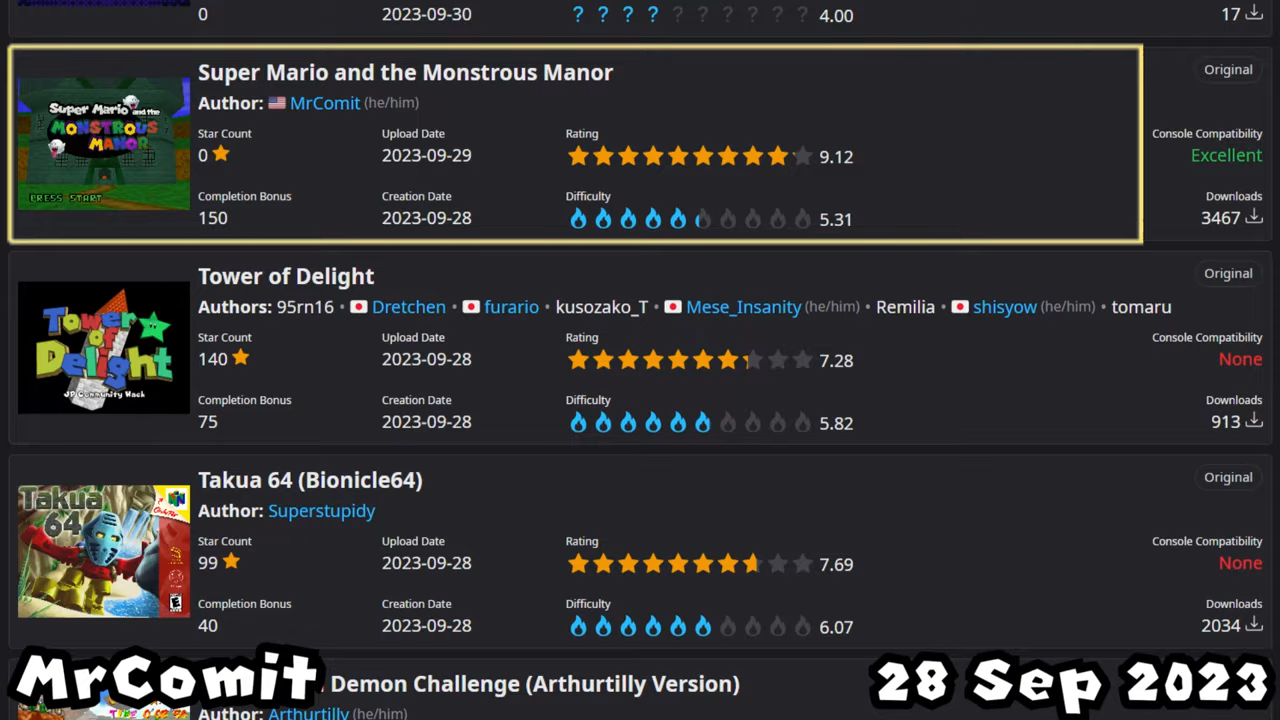 0
2023-09-30
? ? ? ? ? ? ? ? ? ?
4.00
17
Super Mario and the Monstrous Manor
Original
Author: MrComit (he/him)
Super Mario and the
MONSTROUS
MANOR
PRESS START
Star Count
Upload Date
Rating
Console Compatibility
0
2023-09-29
9.12
Excellent
Completion Bonus
Creation Date
Difficulty
Downloads
150
2023-09-28
5.31
3467
Tower of Delight
Original
Authors: 95rn16 • Dretchen • furario • kusozako_T • Mese_Insanity (he/him) • Remilia • shisyow (he/him) • tomaru
Tower
of
Delight
JP Community Hack
Star Count
Upload Date
Rating
Console Compatibility
140
2023-09-28
7.28
None
Completion Bonus
Creation Date
Difficulty
Downloads
75
2023-09-28
5.82
913
Takua 64 (Bionicle64)
Original
Author: Superstupidy
Takua
64
Star Count
Upload Date
Rating
Console Compatibility
99
2023-09-28
7.69
None
Completion Bonus
Creation Date
Difficulty
Downloads
40
2023-09-28
6.07
2034
MrComit
Demon Challenge (Arthurtilly Version)
28 Sep 2023
Arthurtilly (he/him)